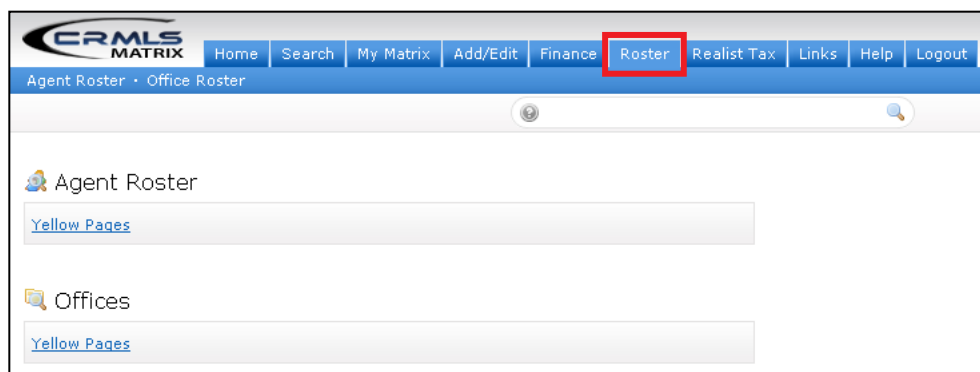 CRMLS
MATRIX
Home Search My Matrix Add/Edit Finance Roster Realist Tax Links Help Logout
Agent Roster · Office Roster
?
Agent Roster
Yellow Pages
Offices
Yellow Pages